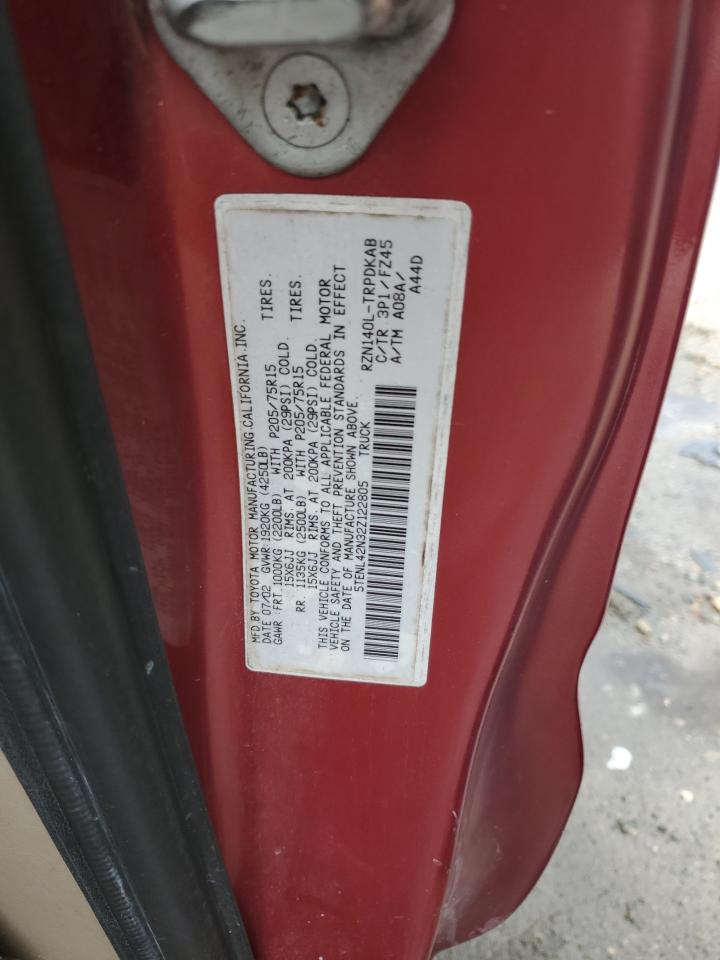 MFD.BY TOYOTA MOTOR MANUFACTURING CALIFORNIA.INC.
DATE 07/02 GVWR:1920KG (4250LB)
GAWR :FRT.1000KG (2200LB) WITH P205/75R15 TIRES.
15X6JJ RIMS. AT 200KPA (29PSI) COLD.
RR. 1135KG (2500LB) WITH P205/75R15 TIRES.
15X6JJ RIMS. AT 200KPA (29PSI) COLD.
THIS VEHICLE CONFORMS TO ALL APPLICABLE FEDERAL MOTOR
VEHICLE SAFETY AND THEFT PREVENTION STANDARDS IN EFFECT
ON THE DATE OF MANUFACTURE SHOWN ABOVE.
5TENL42N32Z122805 TRUCK
RZN140L-TRPDKAB
C/TR 3P1/FZ45
A/TM A08A/
A44D